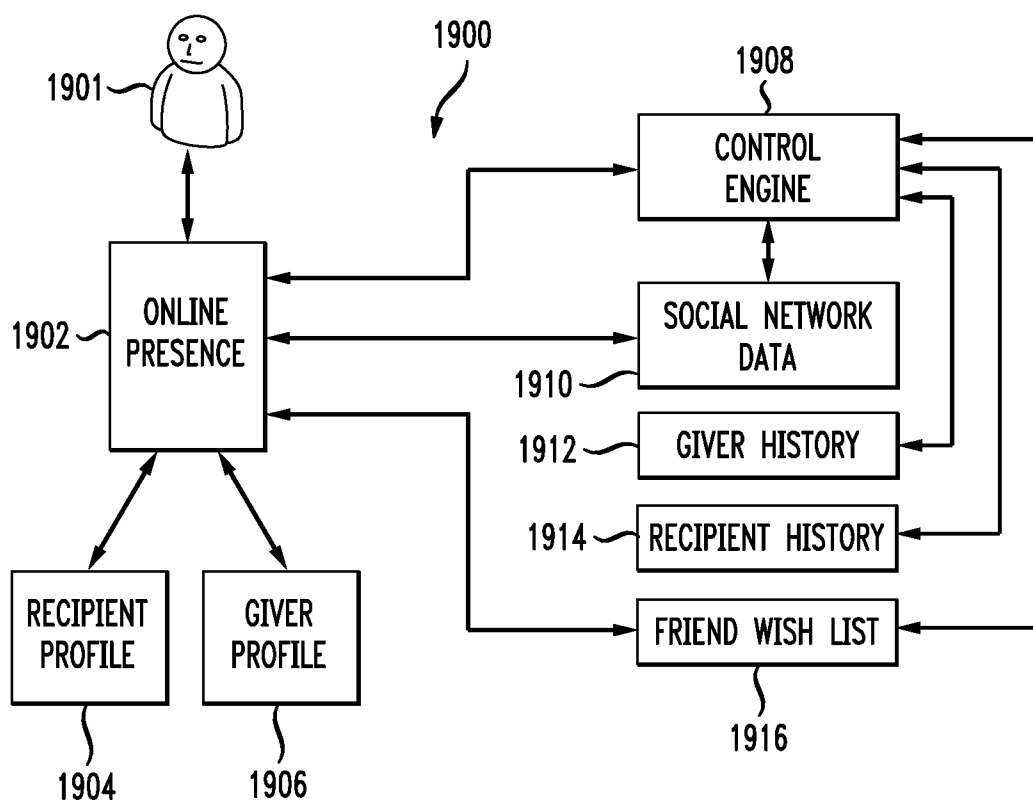 1900
1901
1908
CONTROL
ENGINE
ONLINE
PRESENCE
1902
SOCIAL NETWORK
DATA
1910
GIVER HISTORY
1912
RECIPIENT HISTORY
1914
RECIPIENT
PROFILE
GIVER
PROFILE
FRIEND WISH LIST
1916
1904
1906